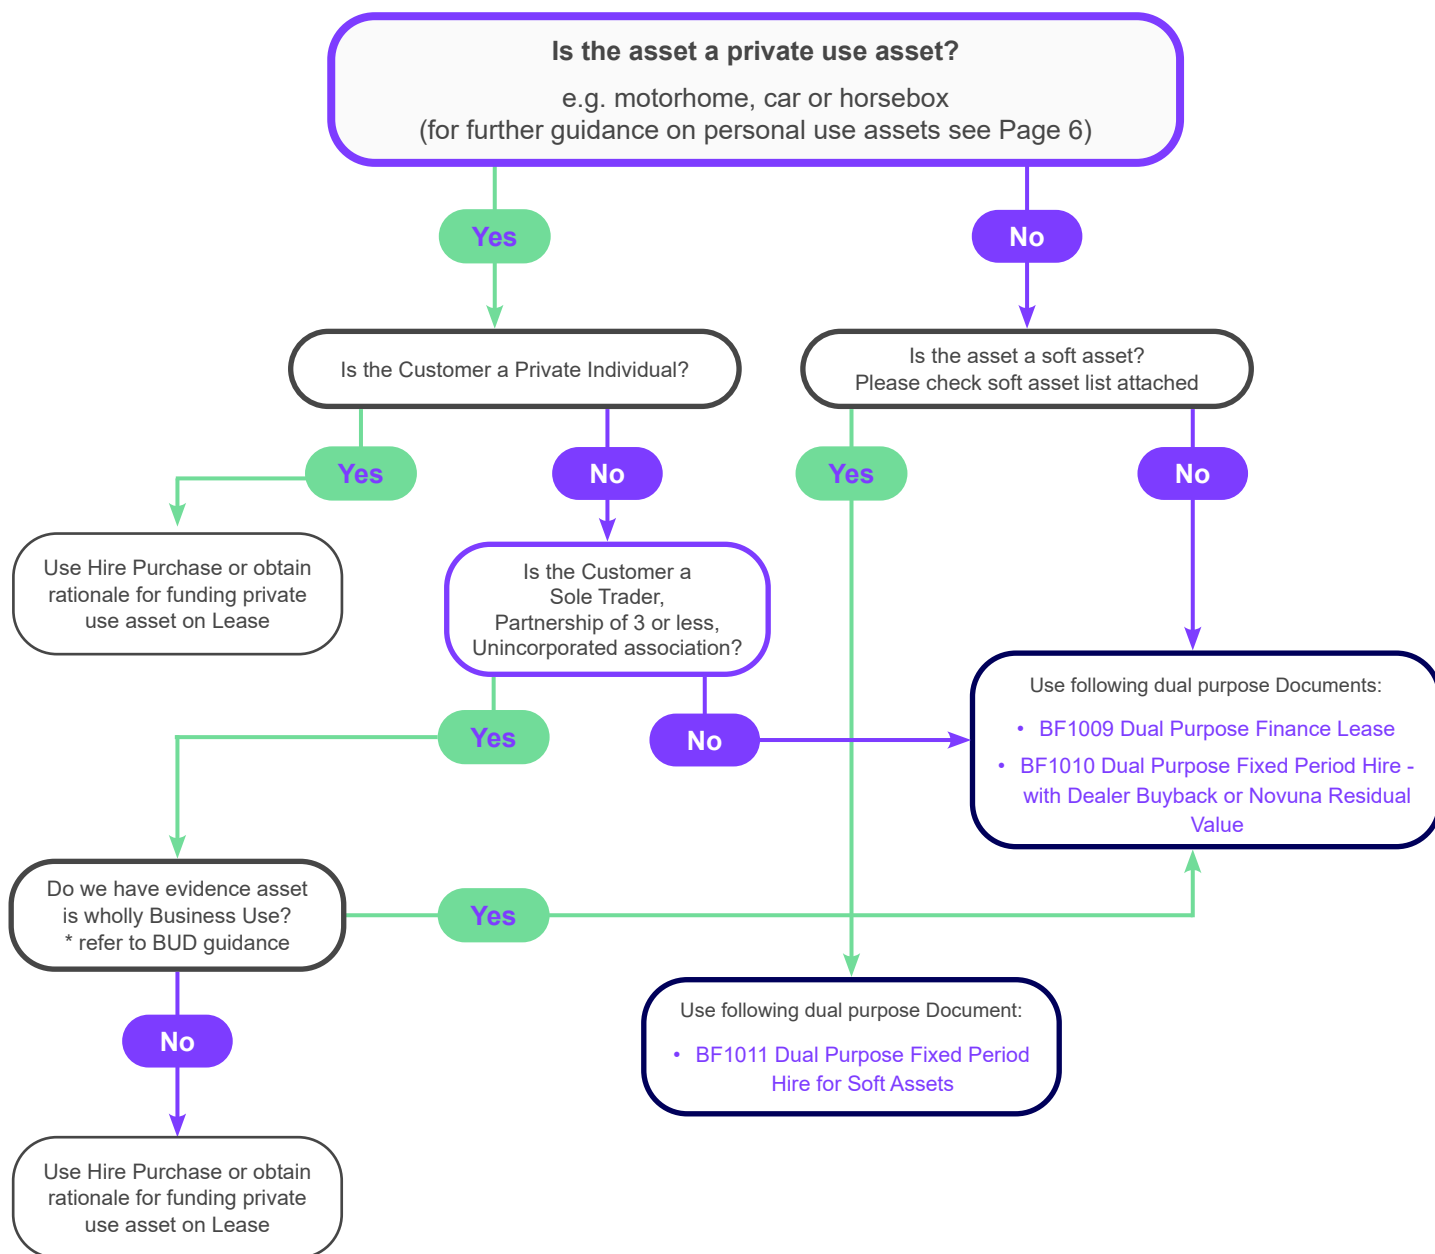 Is the asset a private use asset?
e.g. motorhome, car or horsebox
(for further guidance on personal use assets see Page 6)
Yes
No
Is the Customer a Private Individual?
Is the asset a soft asset?
Please check soft asset list attached
Yes
No
Yes
No
Use Hire Purchase or obtain
rationale for funding private
use asset on Lease
Is the Customer a
Sole Trader,
Partnership of 3 or less,
Unincorporated association?
Use following dual purpose Documents:
• BF1009 Dual Purpose Finance Lease
• BF1010 Dual Purpose Fixed Period Hire -
with Dealer Buyback or Novuna Residual
Value
Yes
No
Do we have evidence asset
is wholly Business Use?
* refer to BUD guidance
Yes
No
Use following dual purpose Document:
• BF1011 Dual Purpose Fixed Period
Hire for Soft Assets
Use Hire Purchase or obtain
rationale for funding private
use asset on Lease